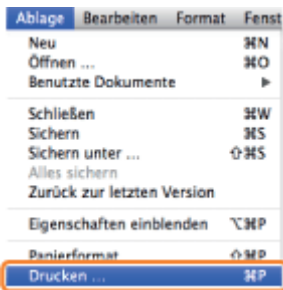 Ablage Bearbeiten Format Fenst
Neu ⌘N
Öffnen ... ⌘O
Benutzte Dokumente ▶
Schließen ⌘W
Sichern ⌘S
Sichern unter ... ⇧⌘S
Alles sichern
Zurück zur letzten Version
Eigenschaften einblenden ⌥⌘P
Papierformat ⇧⌘P
Drucken ... ⌘P